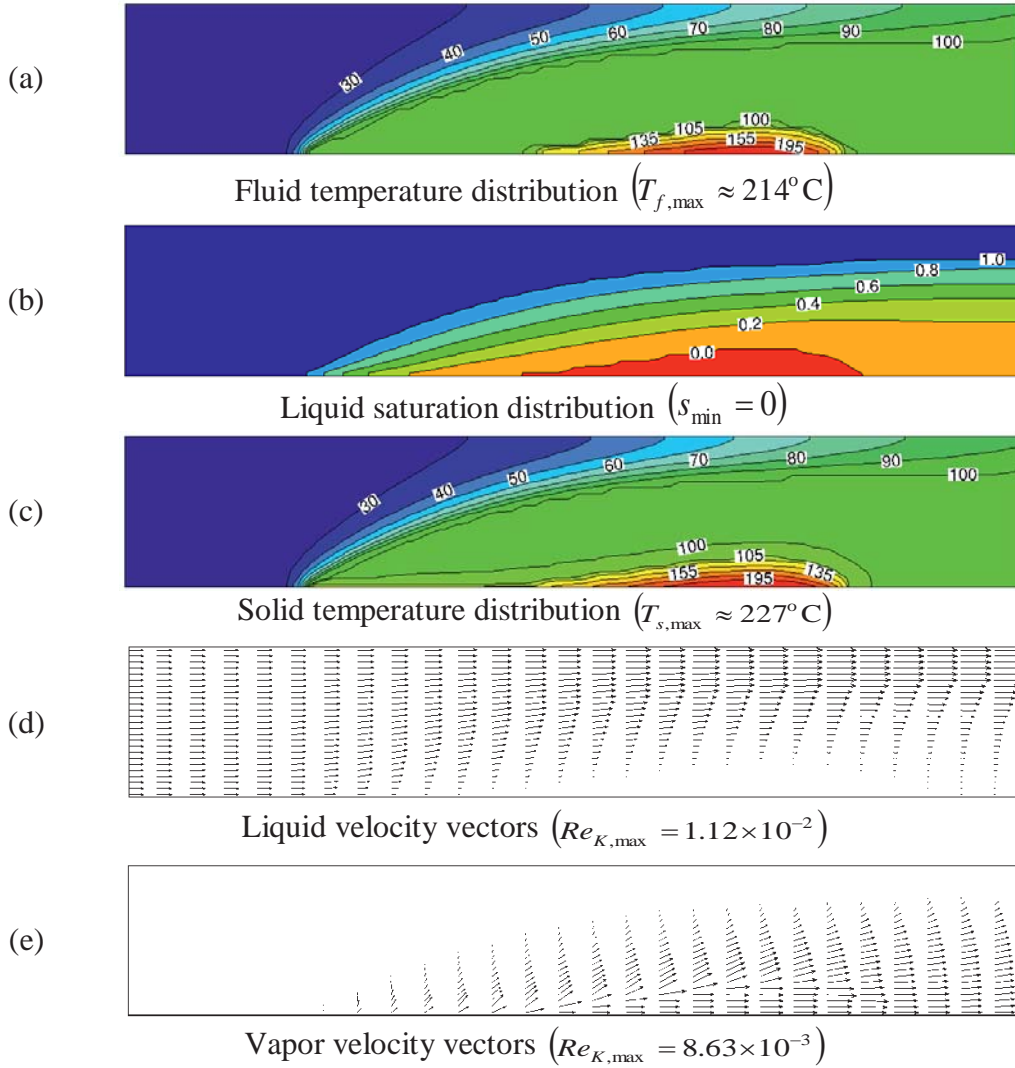 (a)
30 40 50 60 70 80 90 100
135 105 100 155 195
Fluid temperature distribution (T_{f,max} ≈ 214°C)
(b)
1.0
0.8
0.6
0.4
0.2
0.0
Liquid saturation distribution (s_{min} = 0)
(c)
30 40 50 60 70 80 90 100
100 105 155 195 135
Solid temperature distribution (T_{s,max} ≈ 227°C)
(d)
Liquid velocity vectors (Re_{K,max} = 1.12×10^{-2})
(e)
Vapor velocity vectors (Re_{K,max} = 8.63×10^{-3})